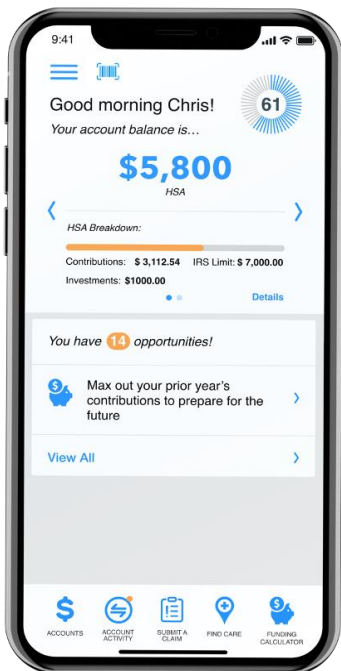 9:41
Good morning Chris!
61
Your account balance is...
$5,800
HSA
HSA Breakdown:
Contributions: $ 3,112.54 IRS Limit: $ 7,000.00
Investments: $1000.00
Details
You have 14 opportunities!
Max out your prior year's
contributions to prepare for the
future
View All
ACCOUNTS
ACCOUNT
ACTIVITY
SUBMIT A
CLAIM
FIND CARE
FUNDING
CALCULATOR